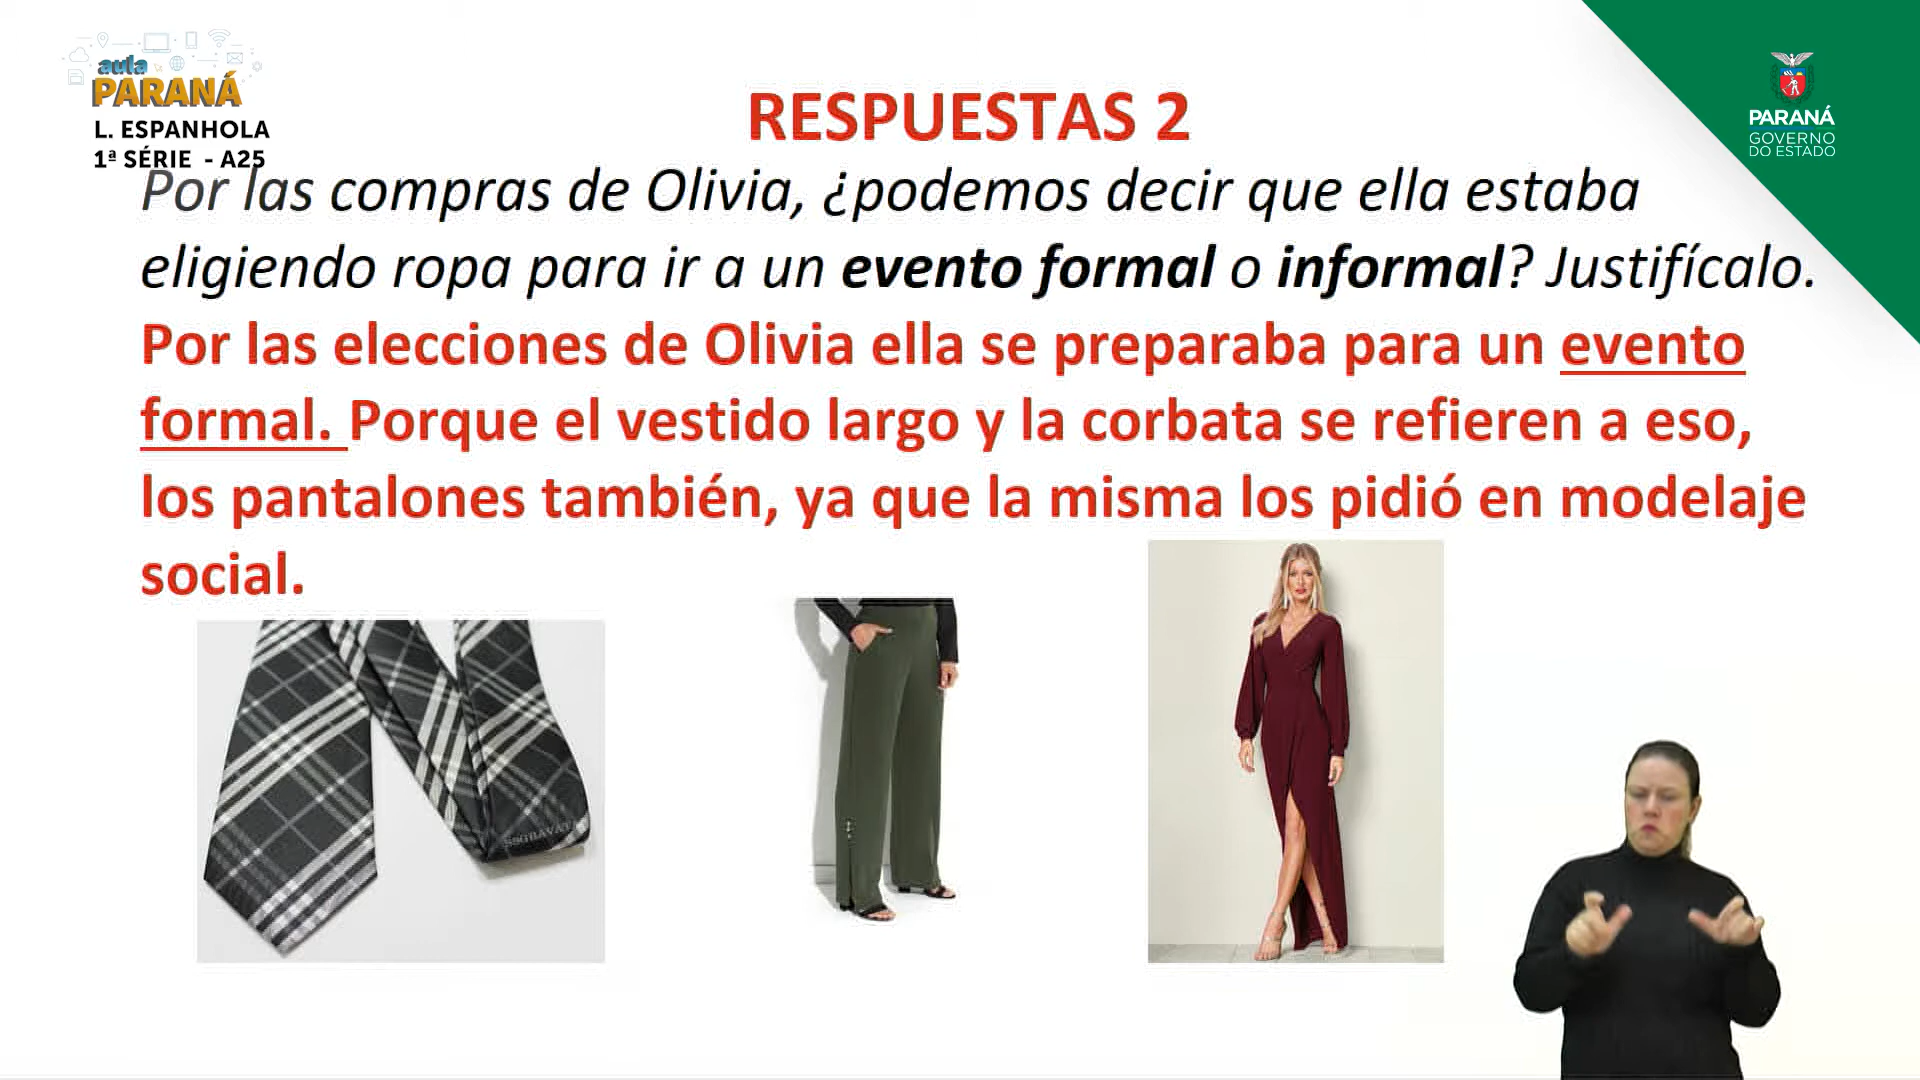 aula
PARANÁ
L. ESPANHOLA
1ª SÉRIE - A25
PARANÁ
GOVERNO
DO ESTADO
RESPUESTAS 2
Por las compras de Olivia, ¿podemos decir que ella estaba
eligiendo ropa para ir a un evento formal o informal? Justifícalo.
Por las elecciones de Olivia ella se preparaba para un evento
formal. Porque el vestido largo y la corbata se refieren a eso,
los pantalones también, ya que la misma los pidió en modelaje
social.